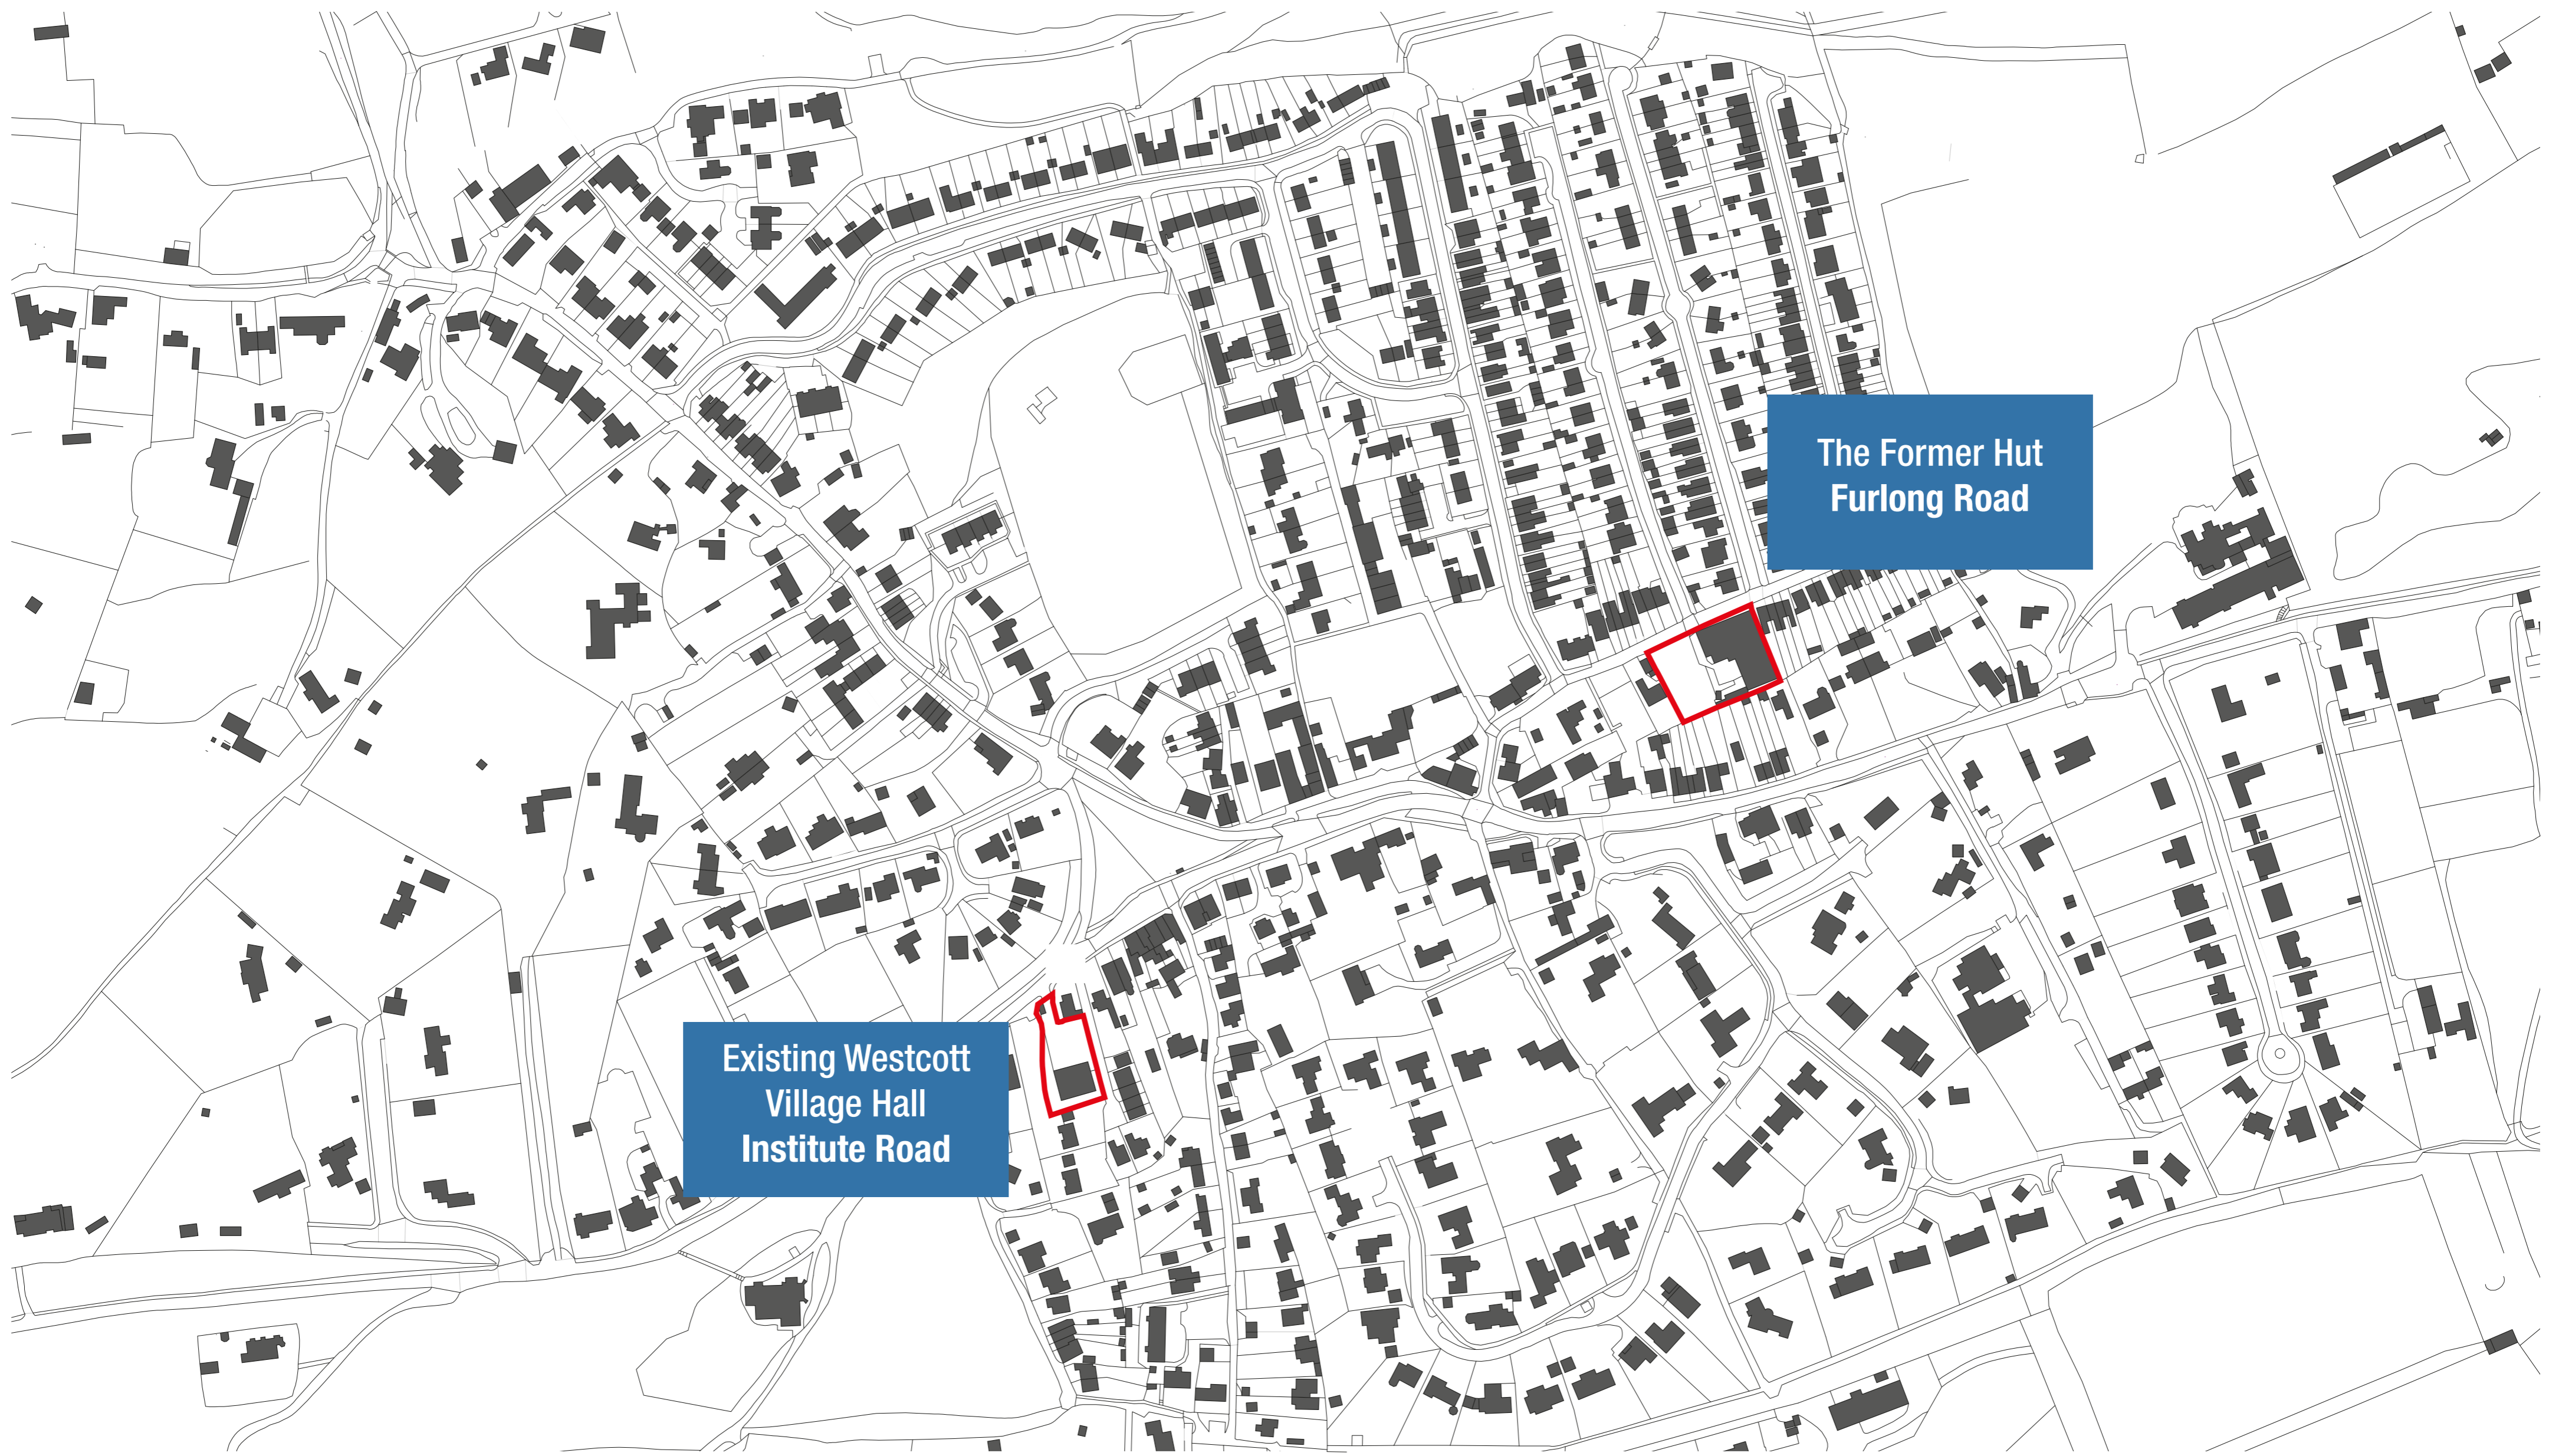 The Former Hut
Furlong Road
Existing Westcott
Village Hall
Institute Road